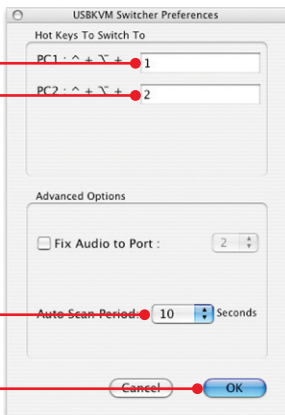 USBKVM Switcher Preferences
Hot Keys To Switch To
PC1 : ^ + ⌥ + 1
PC2 : ^ + ⌥ + 2
Advanced Options
Fix Audio to Port : 2
Auto Scan Period: 10 Seconds
Cancel OK